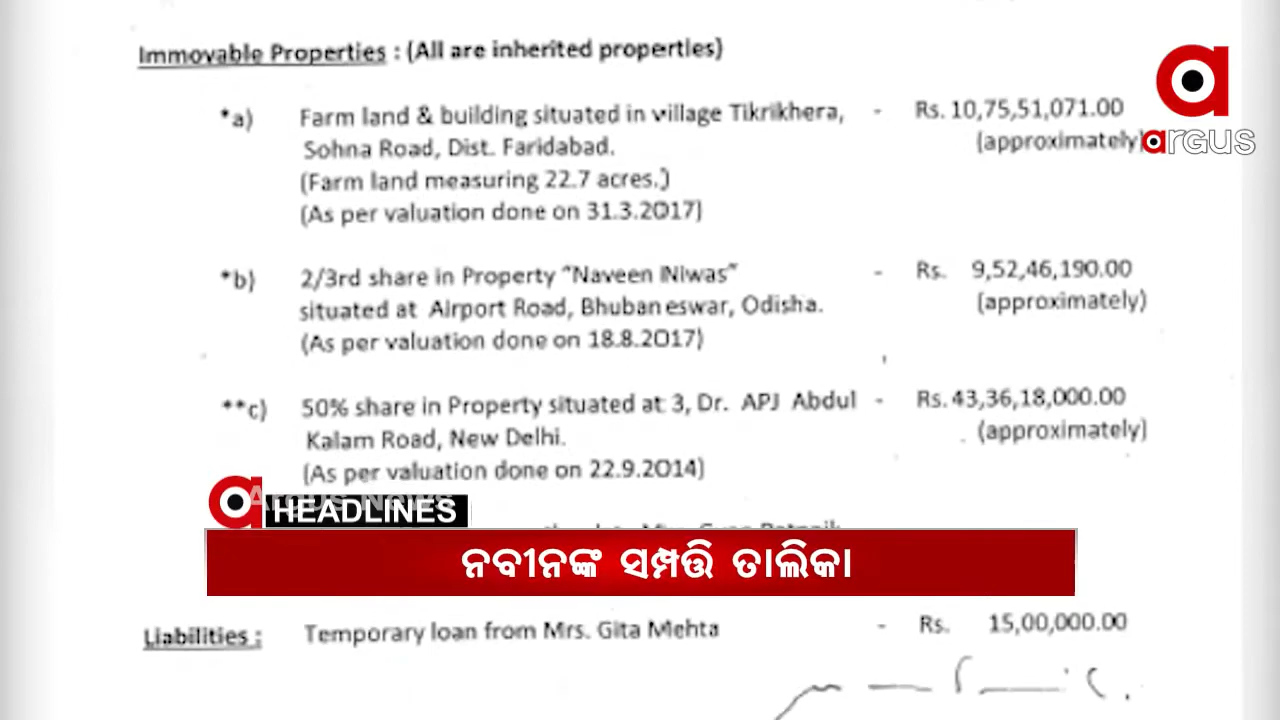 Immovable Properties : (All are inherited properties)
*a) Farm land & building situated in village Tikrikhera, - Rs. 10,75,51,071.00
Sohna Road, Dist. Faridabad. (approximately)
(Farm land measuring 22.7 acres.)
(As per valuation done on 31.3.2017)
argus
*b) 2/3rd share in Property "Naveen Niwas" - Rs. 9,52,46,190.00
situated at Airport Road, Bhubaneswar, Odisha. (approximately)
(As per valuation done on 18.8.2017)
**c) 50% share in Property situated at 3, Dr. APJ Abdul - Rs. 43,36,18,000.00
Kalam Road, New Delhi. (approximately)
(As per valuation done on 22.9.2014)
Argus News
HEADLINES
ନବୀନଙ୍କ ସମ୍ପତ୍ତି ତାଲିକା
Liabilities : Temporary loan from Mrs. Gita Mehta - Rs. 15,00,000.00